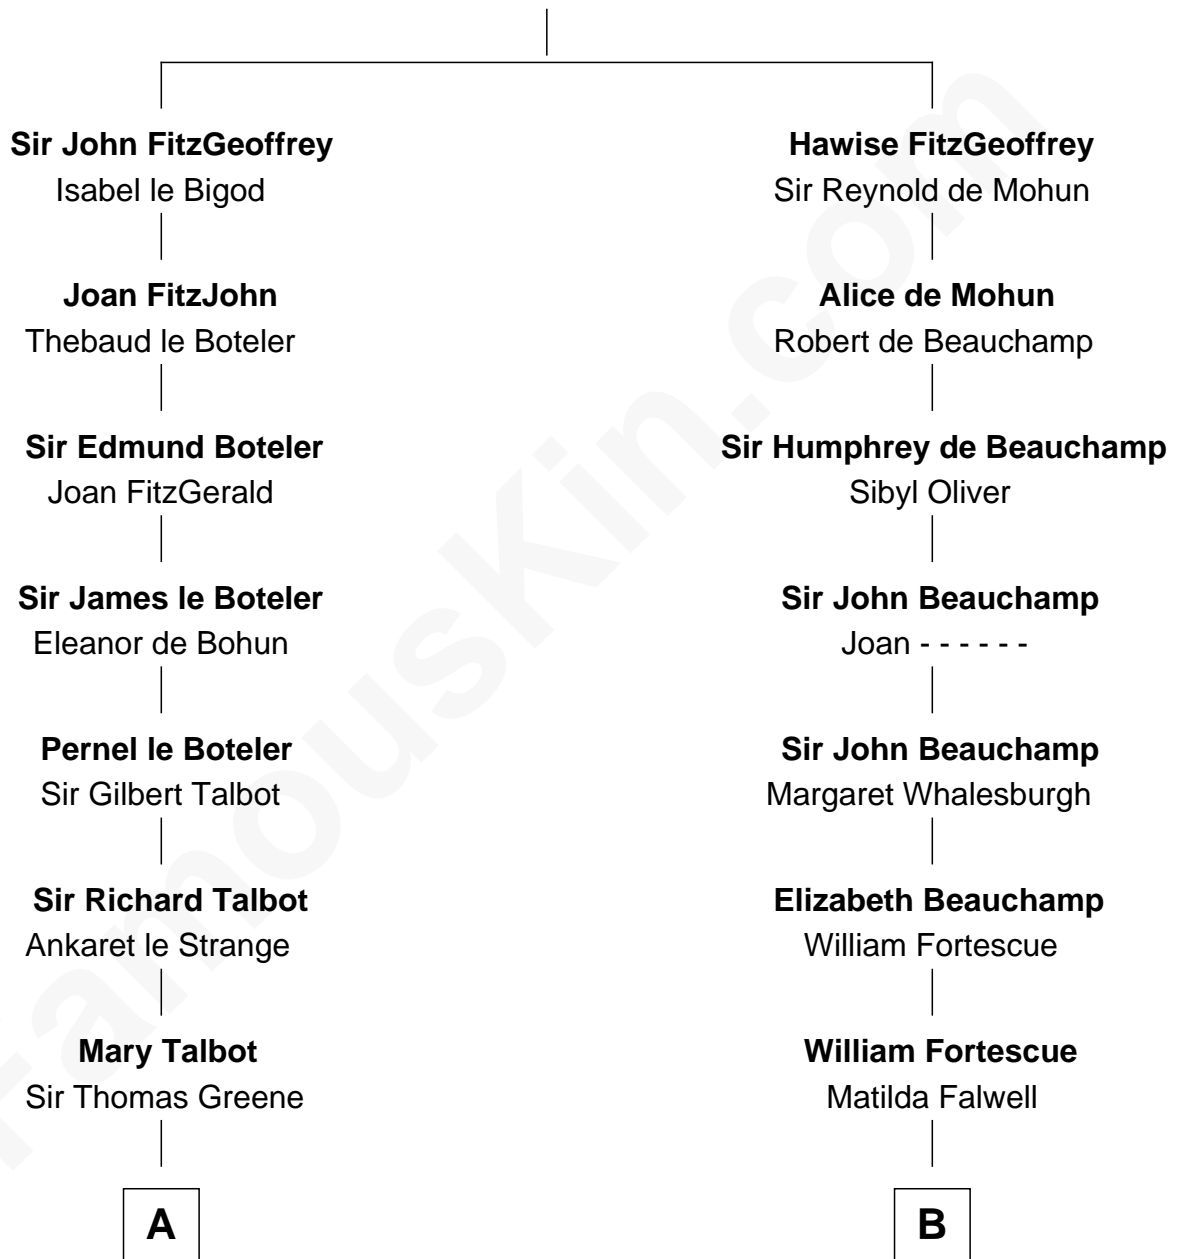 Sir John FitzGeoffrey
Isabel le Bigod
Joan FitzJohn
Thebaud le Boteler
Sir Edmund Boteler
Joan FitzGerald
Sir James le Boteler
Eleanor de Bohun
Pernel le Boteler
Sir Gilbert Talbot
Sir Richard Talbot
Ankaret le Strange
Mary Talbot
Sir Thomas Greene
A
Hawise FitzGeoffrey
Sir Reynold de Mohun
Alice de Mohun
Robert de Beauchamp
Sir Humphrey de Beauchamp
Sibyl Oliver
Sir John Beauchamp
Joan - - - - - -
Sir John Beauchamp
Margaret Whalesburgh
Elizabeth Beauchamp
William Fortescue
William Fortescue
Matilda Falwell
B
FamousKin.com